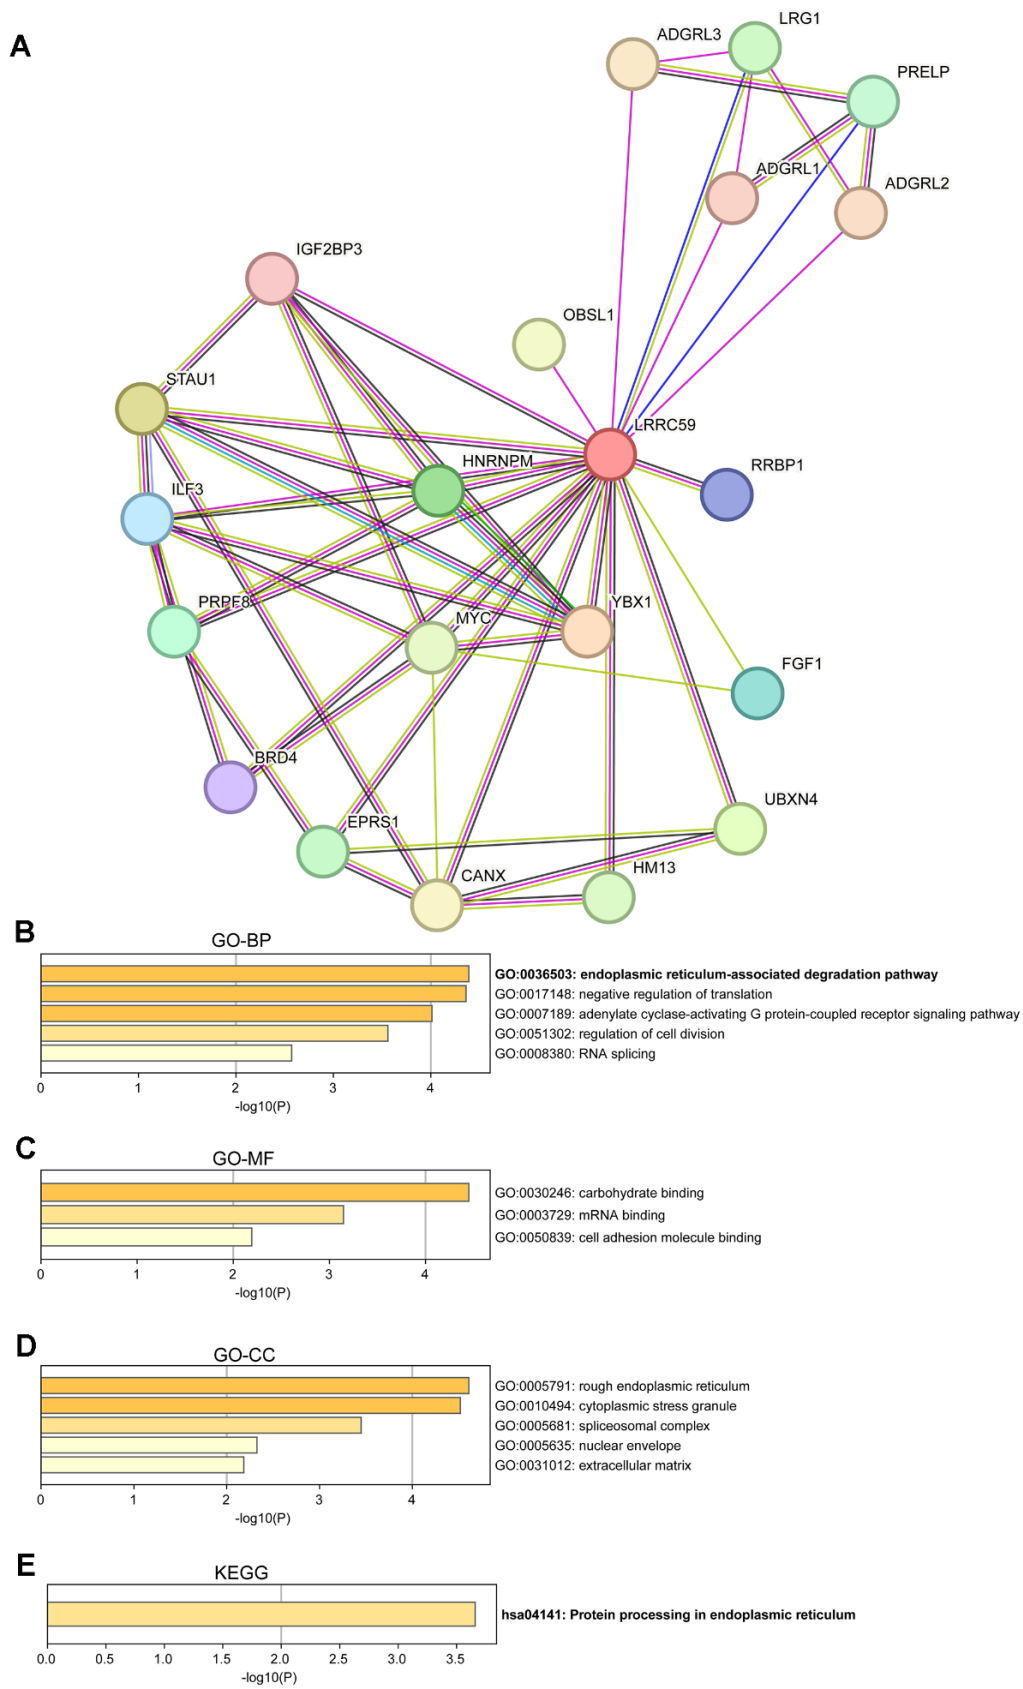 A
ADGRL3
LRG1
PRELP
ADGRL1
ADGRL2
IGF2BP3
OBSL1
STAU1
LRRC59
HNRNPM
RRBP1
ILF3
PRPF8
MYC
YBX1
FGF1
BRD4
UBXN4
EPRS1
CANX
HM13
B
GO-BP
GO:0036503: endoplasmic reticulum-associated degradation pathway
GO:0017148: negative regulation of translation
GO:0007189: adenylate cyclase-activating G protein-coupled receptor signaling pathway
GO:0051302: regulation of cell division
GO:0008380: RNA splicing
0 1 2 3 4
-log10(P)
C
GO-MF
GO:0030246: carbohydrate binding
GO:0003729: mRNA binding
GO:0050839: cell adhesion molecule binding
0 1 2 3 4
-log10(P)
D
GO-CC
GO:0005791: rough endoplasmic reticulum
GO:0010494: cytoplasmic stress granule
GO:0005681: spliceosomal complex
GO:0005635: nuclear envelope
GO:0031012: extracellular matrix
0 1 2 3 4
-log10(P)
E
KEGG
hsa04141: Protein processing in endoplasmic reticulum
0.0 0.5 1.0 1.5 2.0 2.5 3.0 3.5
-log10(P)